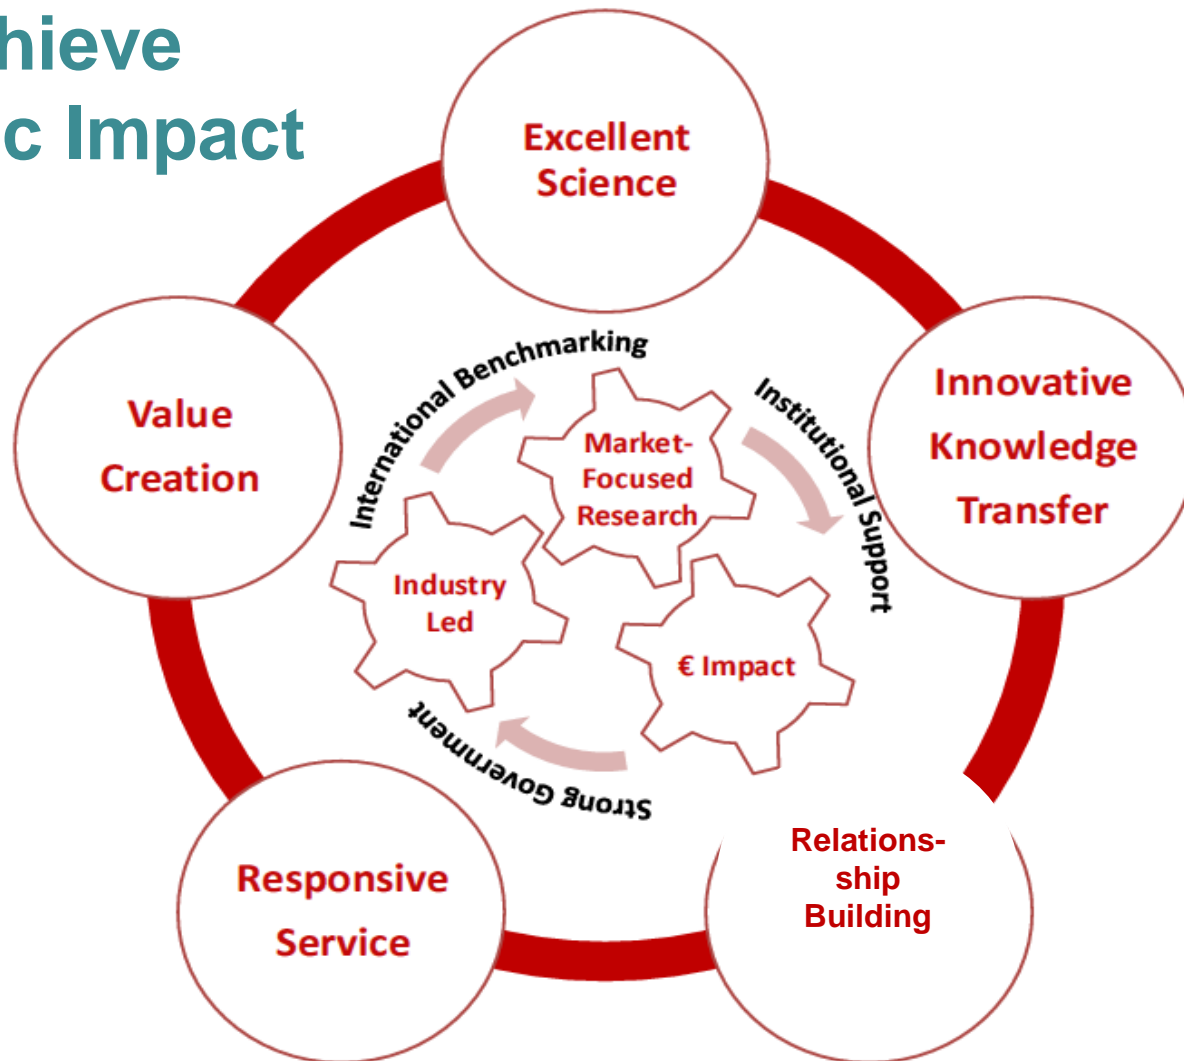 hieve
c Impact
Excellent
Science
Innovative
Knowledge
Transfer
Relations-
ship
Building
Responsive
Service
Value
Creation
International Benchmarking
Institutional Support
Strong Government
Market-
Focused
Research
Industry
Led
€ Impact